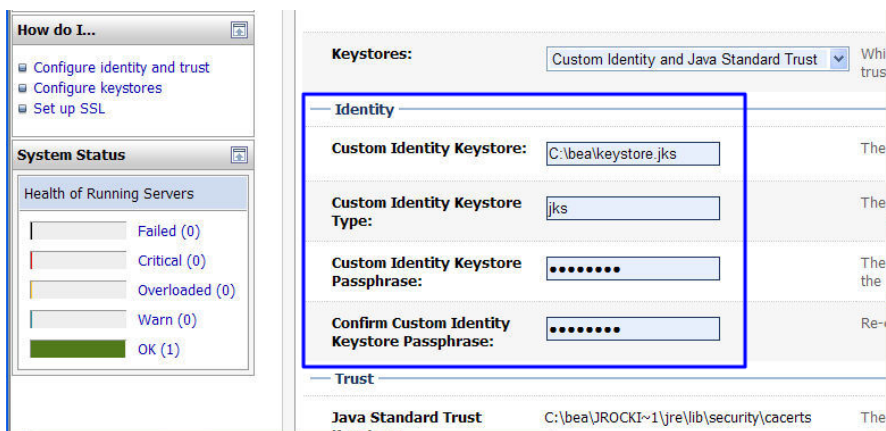 How do I...
Configure identity and trust
Configure keystores
Set up SSL
System Status
Health of Running Servers
Failed (0)
Critical (0)
Overloaded (0)
Warn (0)
OK (1)
Keystores:
Custom Identity and Java Standard Trust
Identity
Custom Identity Keystore:
C:\bea\keystore.jks
The
Custom Identity Keystore
Type:
jks
The
Custom Identity Keystore
Passphrase:
••••••••
The
the
Confirm Custom Identity
Keystore Passphrase:
••••••••
Trust
Java Standard Trust
C:\bea\JROCKI~1\jre\lib\security\cacerts
The